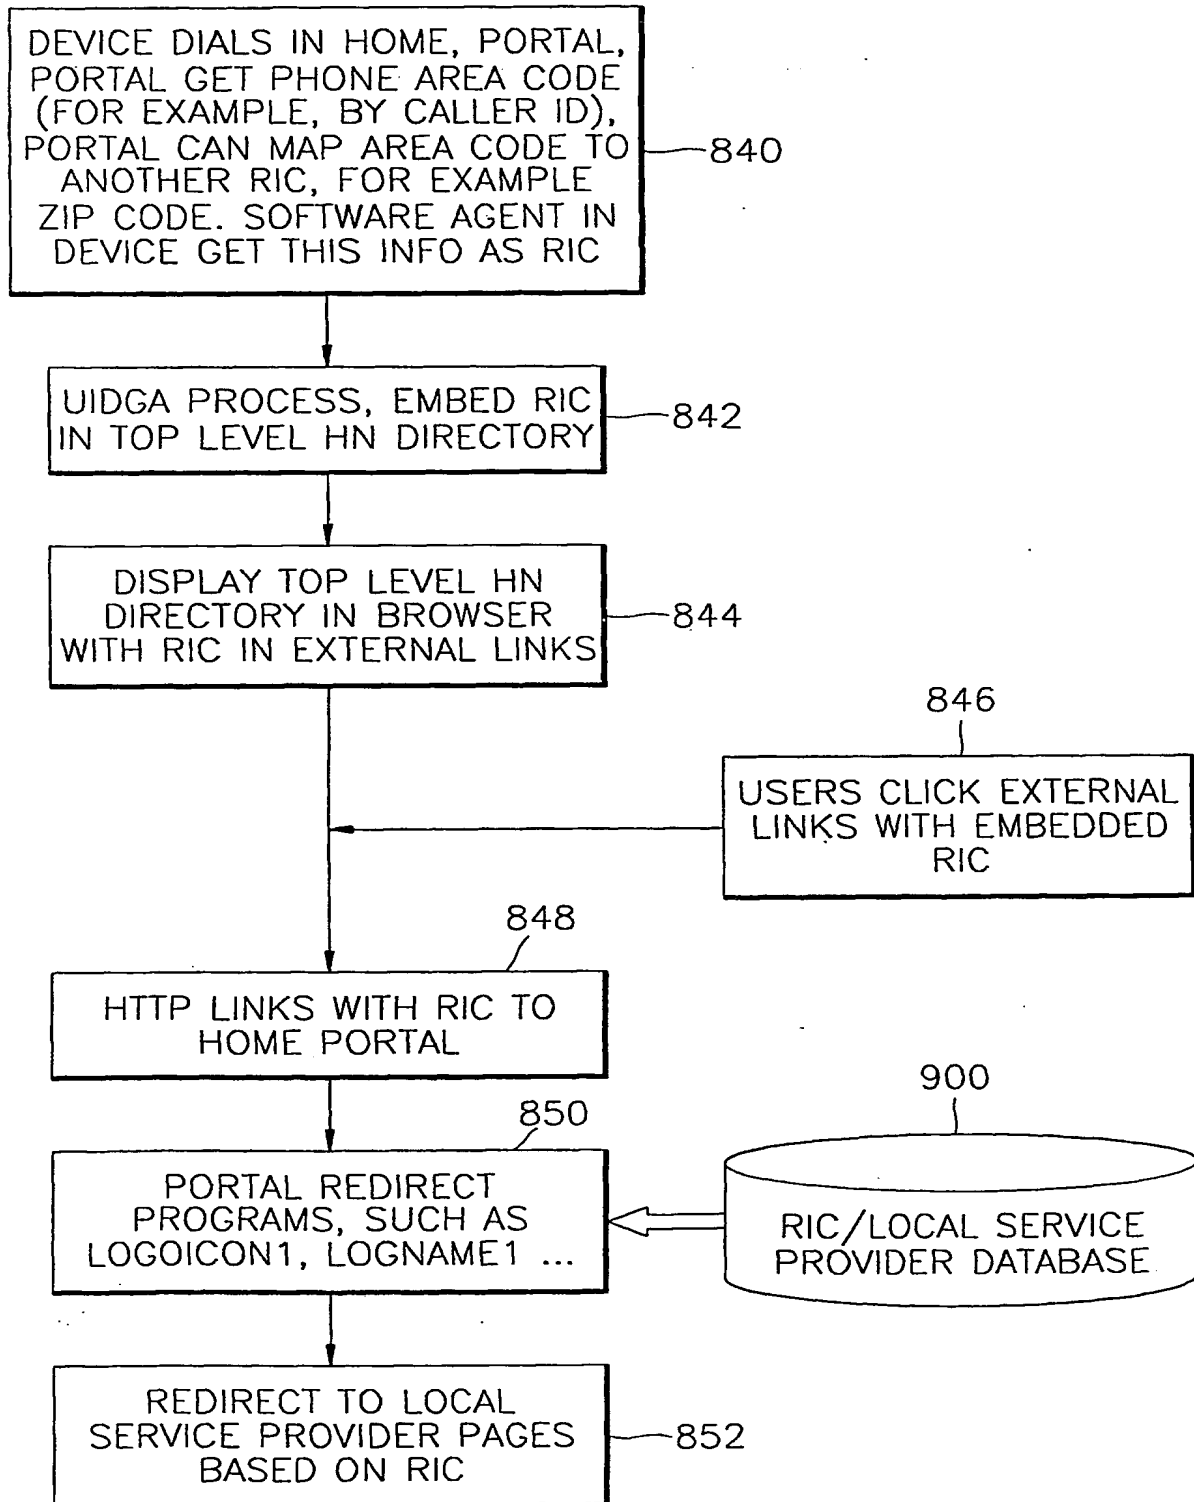 DEVICE DIALS IN HOME, PORTAL,
PORTAL GET PHONE AREA CODE
(FOR EXAMPLE, BY CALLER ID),
PORTAL CAN MAP AREA CODE TO
ANOTHER RIC, FOR EXAMPLE
ZIP CODE. SOFTWARE AGENT IN
DEVICE GET THIS INFO AS RIC
840
UIDGA PROCESS, EMBED RIC
IN TOP LEVEL HN DIRECTORY
842
DISPLAY TOP LEVEL HN
DIRECTORY IN BROWSER
WITH RIC IN EXTERNAL LINKS
844
846
USERS CLICK EXTERNAL
LINKS WITH EMBEDDED
RIC
848
HTTP LINKS WITH RIC TO
HOME PORTAL
850
PORTAL REDIRECT
PROGRAMS, SUCH AS
LOGOICON1, LOGNAME1 ...
900
RIC/LOCAL SERVICE
PROVIDER DATABASE
REDIRECT TO LOCAL
SERVICE PROVIDER PAGES
BASED ON RIC
852